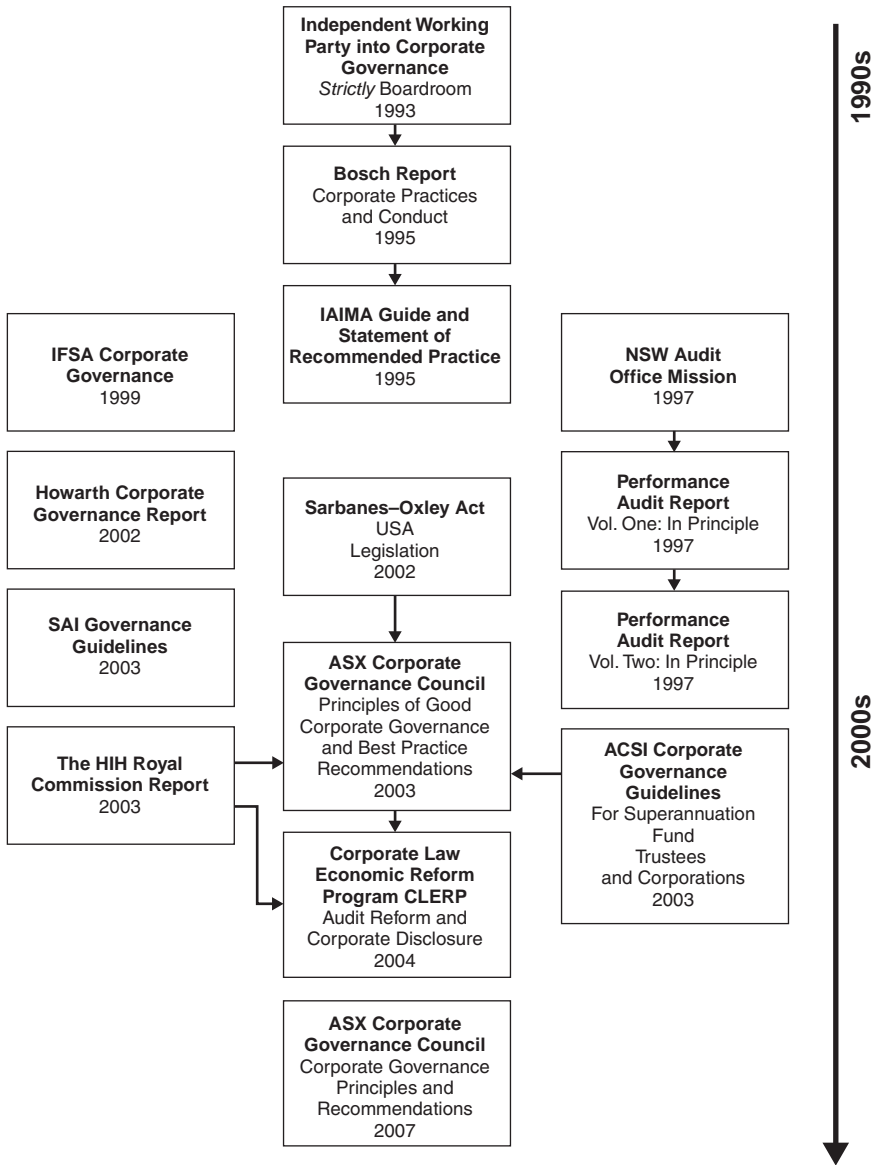 Independent Working
Party into Corporate
Governance
Strictly Boardroom
1993
Bosch Report
Corporate Practices
and Conduct
1995
IAIMA Guide and
Statement of
Recommended Practice
1995
IFSA Corporate
Governance
1999
Howarth Corporate
Governance Report
2002
SAI Governance
Guidelines
2003
The HIH Royal
Commission Report
2003
Sarbanes–Oxley Act
USA
Legislation
2002
ASX Corporate
Governance Council
Principles of Good
Corporate Governance
and Best Practice
Recommendations
2003
Corporate Law
Economic Reform
Program CLERP
Audit Reform and
Corporate Disclosure
2004
ASX Corporate
Governance Council
Corporate Governance
Principles and
Recommendations
2007
NSW Audit
Office Mission
1997
Performance
Audit Report
Vol. One: In Principle
1997
Performance
Audit Report
Vol. Two: In Principle
1997
ACSI Corporate
Governance
Guidelines
For Superannuation
Fund
Trustees
and Corporations
2003
1990s
2000s